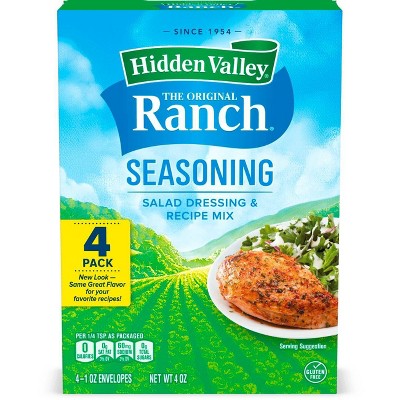 SINCE 1954
Hidden Valley®
THE ORIGINAL
Ranch®
SEASONING
SALAD DRESSING &
RECIPE MIX
4
PACK
New Look —
Same Great Flavor
for your
favorite recipes!
PER 1/4 TSP AS PACKAGED
0
CALORIES
0g
SAT FAT
0% DV
60mg
SODIUM
0g
TOTAL
SUGARS
4–1 OZ ENVELOPES NET WT 4 OZ
Serving Suggestion
GLUTEN
FREE